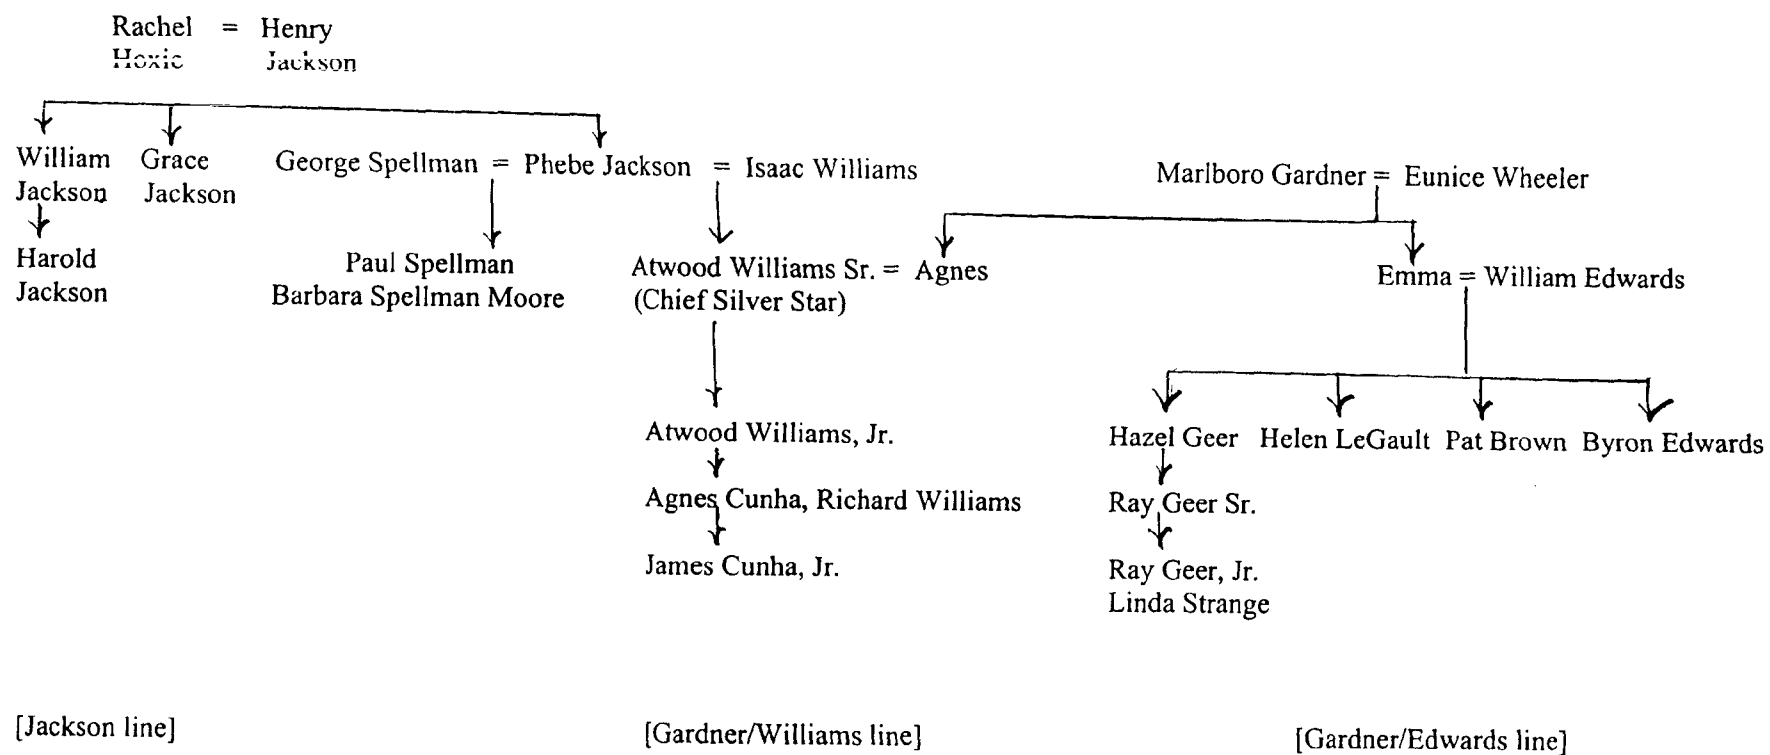 Rachel = Henry
Hoxie Jackson
William Grace George Spellman = Phebe Jackson = Isaac Williams Marlboro Gardner = Eunice Wheeler
Jackson Jackson
Harold Paul Spellman Atwood Williams Sr. = Agnes Emma = William Edwards
Jackson Barbara Spellman Moore (Chief Silver Star)
Atwood Williams, Jr. Hazel Geer Helen LeGault Pat Brown Byron Edwards
Agnes Cunha, Richard Williams Ray Geer Sr.
James Cunha, Jr. Ray Geer, Jr.
Linda Strange
[Jackson line] [Gardner/Williams line] [Gardner/Edwards line]